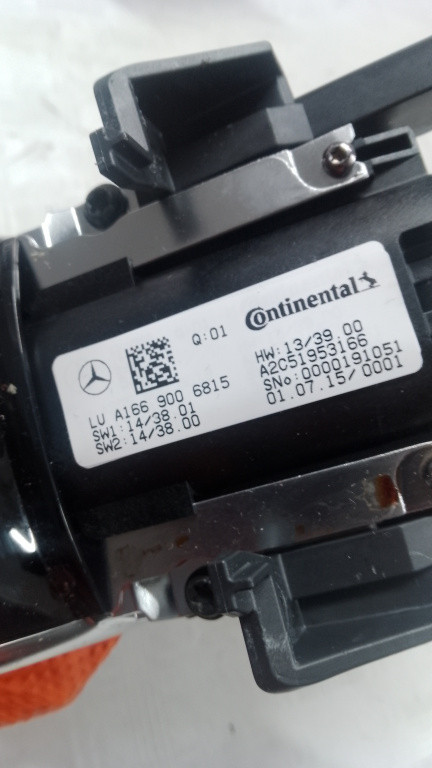 Q:01 Continental
LU A166 900 6815
SW1:14/38.01
SW2:14/38.00
HW:13/39.00
A2C51953166
SNo:0000191051
01.07.15/0001